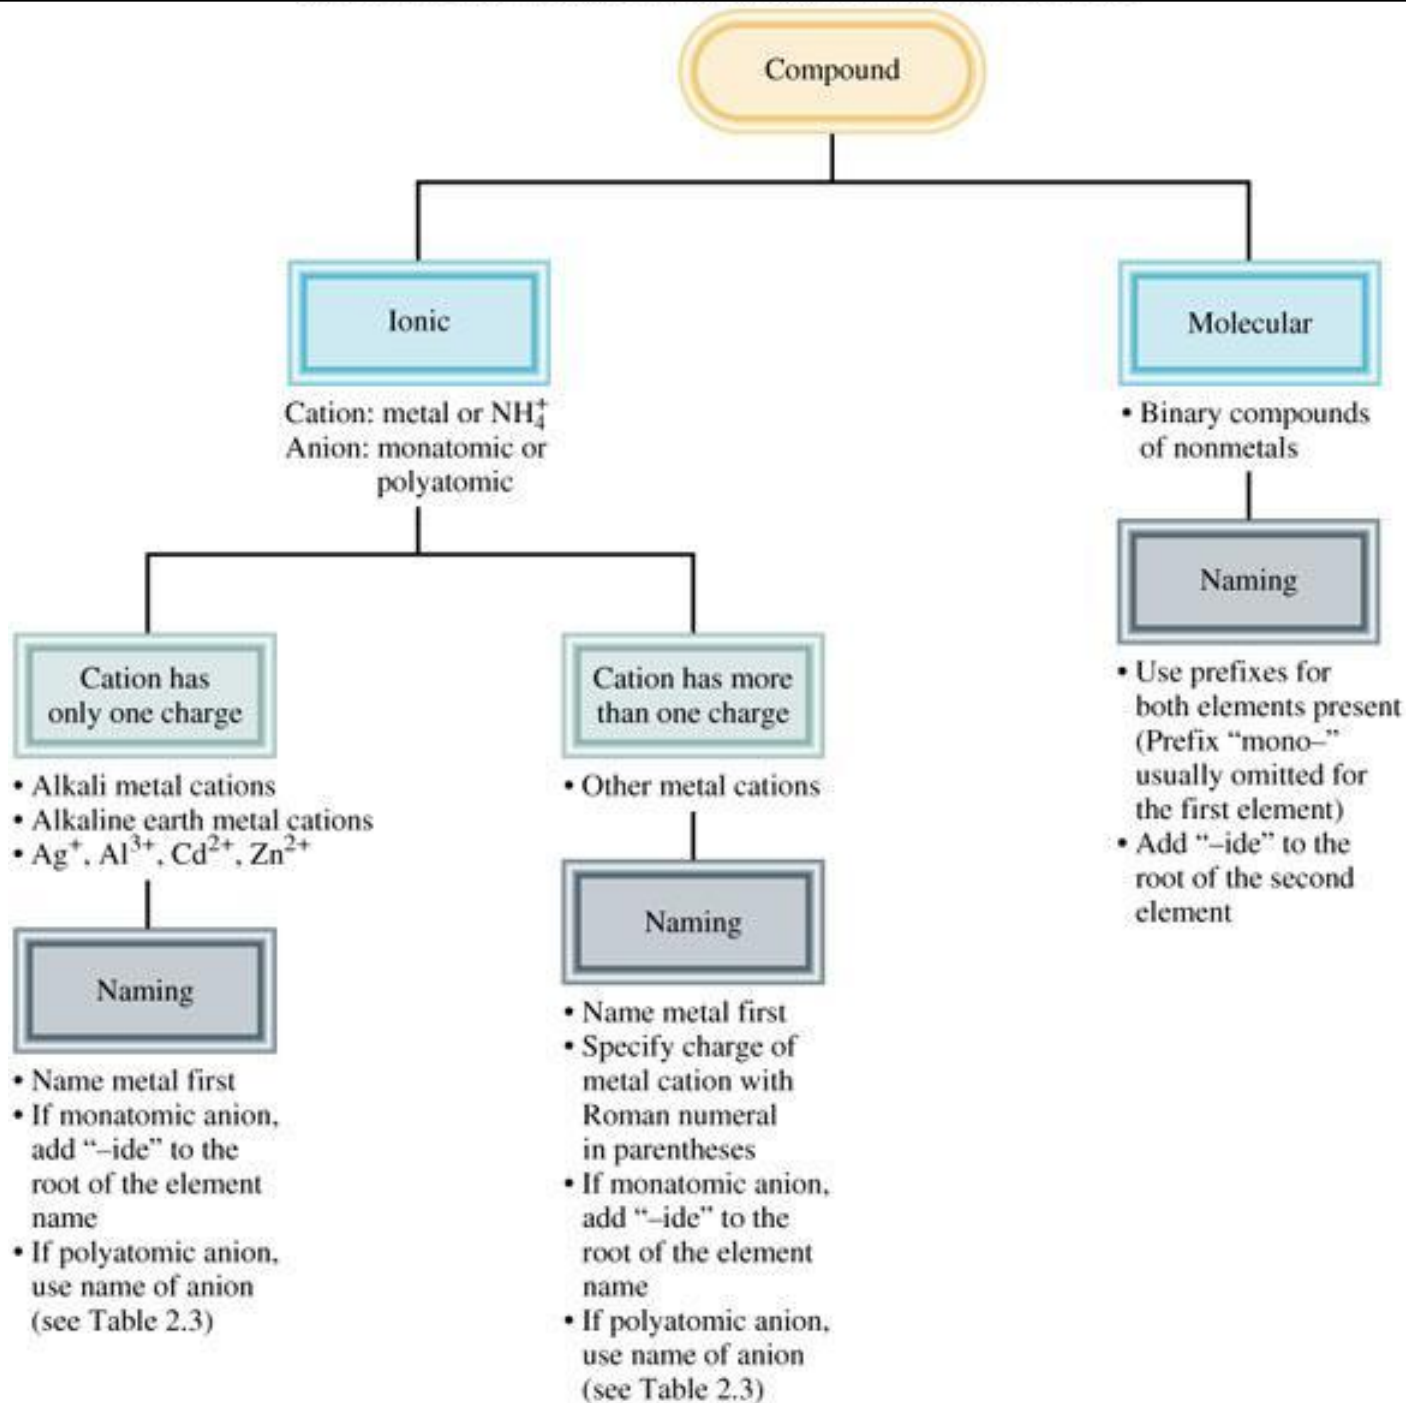 Compound
Ionic
Cation: metal or NH₄⁺
Anion: monatomic or
polyatomic
Cation has
only one charge
• Alkali metal cations
• Alkaline earth metal cations
• Ag⁺, Al³⁺, Cd²⁺, Zn²⁺
Naming
• Name metal first
• If monatomic anion,
add “–ide” to the
root of the element
name
• If polyatomic anion,
use name of anion
(see Table 2.3)
Cation has more
than one charge
• Other metal cations
Naming
• Name metal first
• Specify charge of
metal cation with
Roman numeral
in parentheses
• If monatomic anion,
add “–ide” to the
root of the element
name
• If polyatomic anion,
use name of anion
(see Table 2.3)
Molecular
• Binary compounds
of nonmetals
Naming
• Use prefixes for
both elements present
(Prefix “mono–”
usually omitted for
the first element)
• Add “–ide” to the
root of the second
element